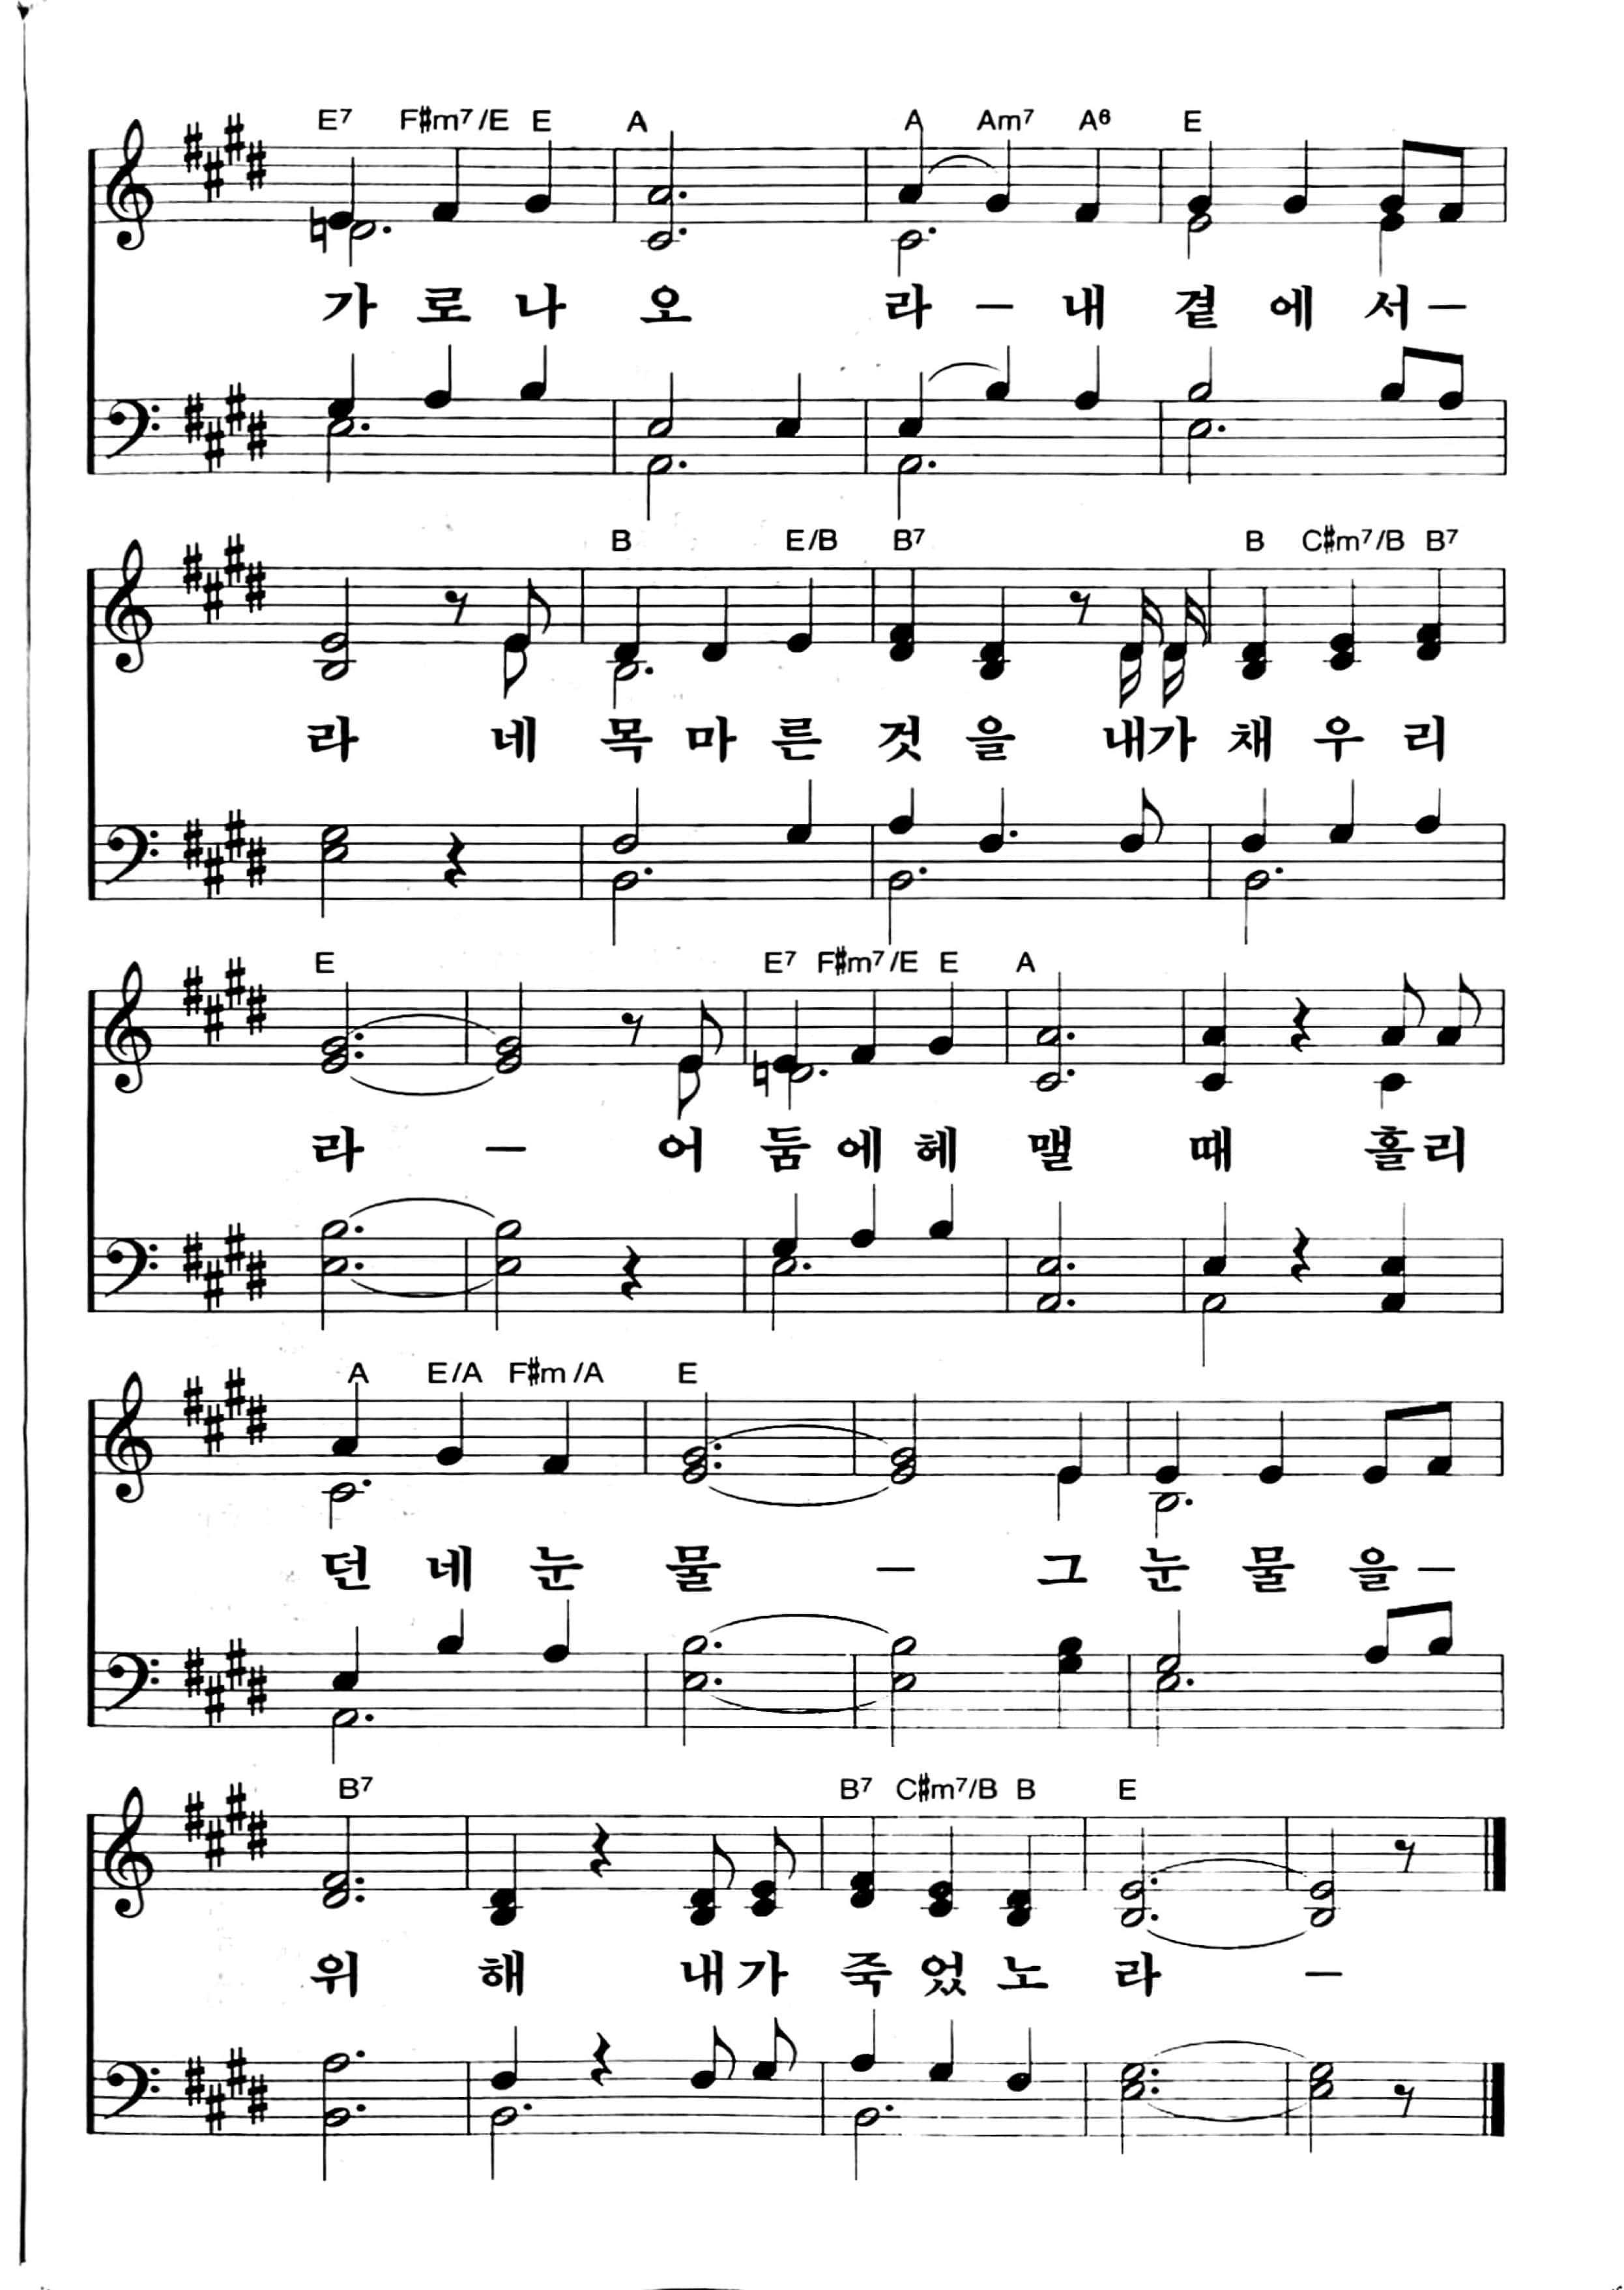 E7 F#m7/E E A A Am7 A6 E
가 로 나 오 라 – 내 곁 에 서 –
B E/B B7 B C#m7/B B7
라 네 목 마 른 것 을 내가 채 우 리
E E7 F#m7/E E A
라 – 어 둠 에 헤 맬 때 홀리
A E/A F#m/A E
던 네 눈 물 – 그 눈 물 을 –
B7 B7 C#m7/B B E
위 해 내가 죽 었 노 라 –